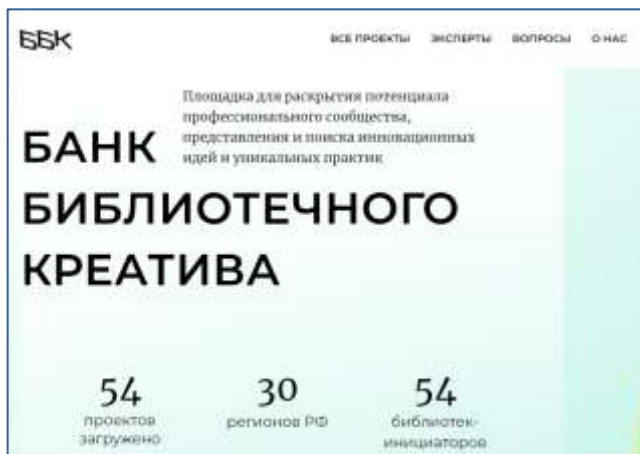 ББК
ВСЕ ПРОЕКТЫ ЭКСПЕРТЫ ВОПРОСЫ О НАС
Площадка для раскрытия потенциала
профессионального сообщества,
представления и поиска инновационных
идей и уникальных практик
БАНК
БИБЛИОТЕЧНОГО
КРЕАТИВА
54 30 54
проектов регионов РФ библиотек-
загружено инициаторов